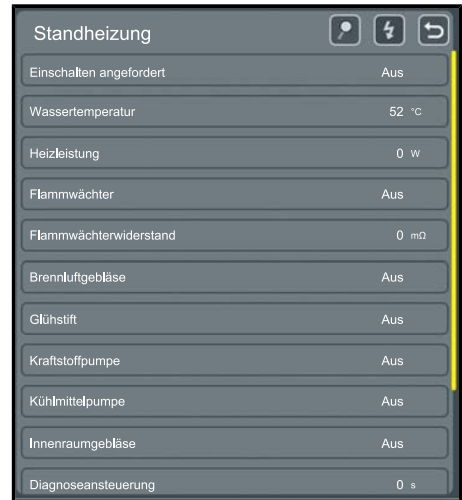 Standheizung
Einschalten angefordert Aus
Wassertemperatur 52 °C
Heizleistung 0 W
Flammwächter Aus
Flammwächterwiderstand 0 mΩ
Brennluftgebläse Aus
Glühstift Aus
Kraftstoffpumpe Aus
Kühlmittelpumpe Aus
Innenraumgebläse Aus
Diagnoseansteuerung 0 s